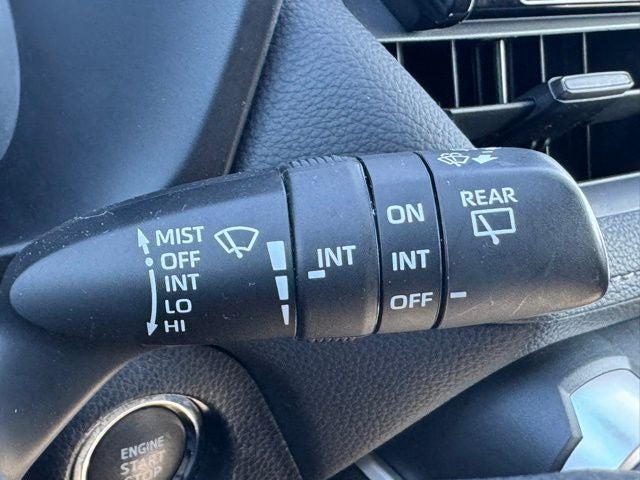 MIST
OFF
INT
LO
HI
INT
ON
INT
OFF
REAR
ENGINE
START
STOP